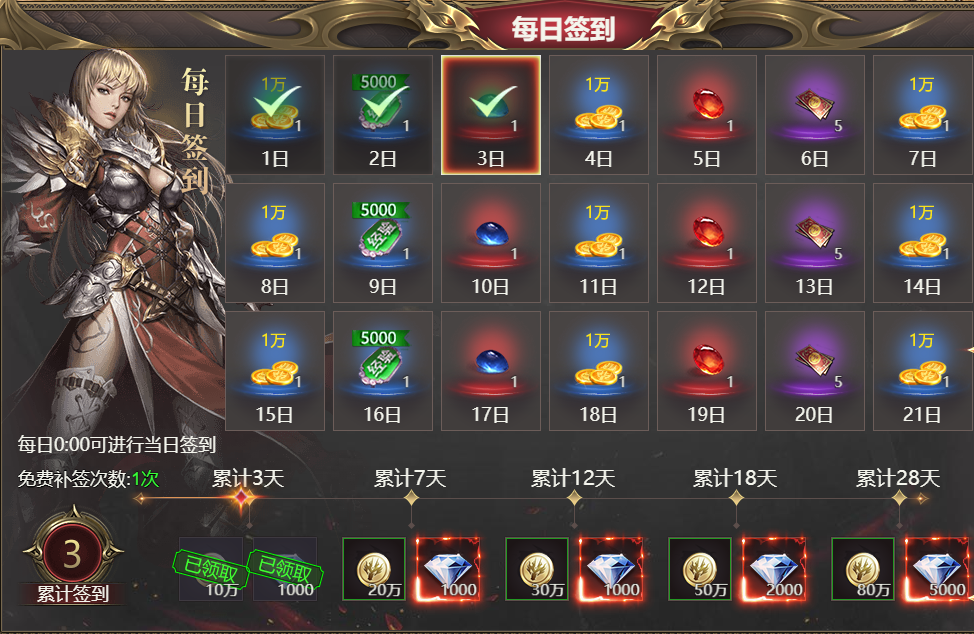 每日签到
每日签到
1万
1
1日
5000
1
2日
1
3日
1万
1
4日
1
5日
5
6日
1万
1
7日
1万
1
8日
5000
经验
1
9日
1
10日
1万
1
11日
1
12日
5
13日
1万
1
14日
1万
1
15日
5000
经验
1
16日
1
17日
1万
1
18日
1
19日
5
20日
1万
1
21日
每日0:00可进行当日签到
免费补签次数:1次
累计3天
累计7天
累计12天
累计18天
累计28天
3
累计签到
已领取
10万
已领取
1000
20万
1000
30万
1000
50万
2000
80万
5000